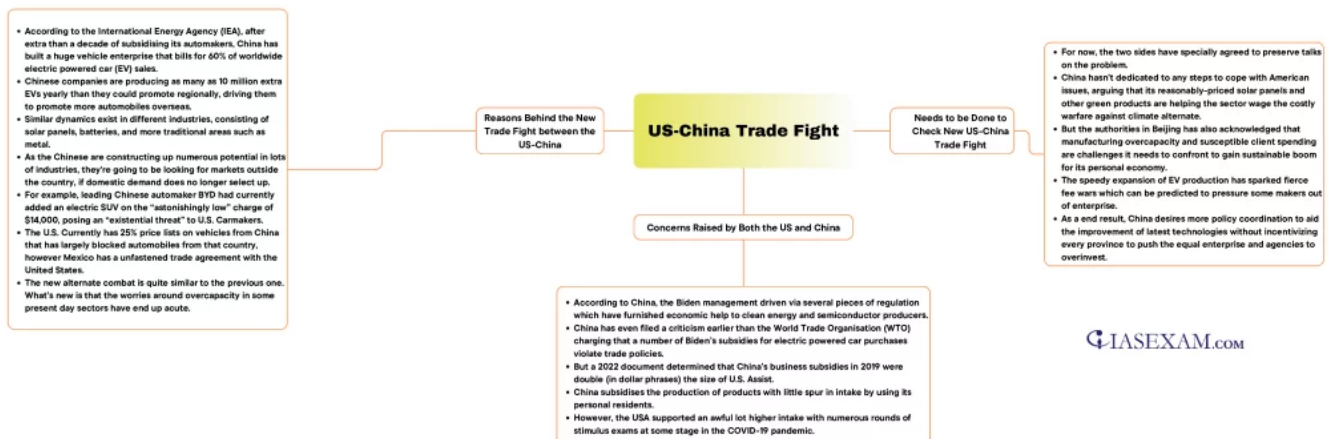 • According to the International Energy Agency (IEA), after
extra than a decade of subsidising its automakers, China has
built a huge vehicle enterprise that bills for 60% of worldwide
electric powered car (EV) sales.
• Chinese companies are producing as many as 10 million extra
EVs yearly than they could promote regionally, driving them
to promote more automobiles overseas.
• Similar dynamics exist in different industries, consisting of
solar panels, batteries, and more traditional areas such as
metal.
• As the Chinese are constructing up numerous potential in lots
of industries, they're going to be looking for markets outside
the country, if domestic demand does no longer select up.
• For example, leading Chinese automaker BYD had currently
added an electric SUV on the "astonishingly low" charge of
$14,000, posing an "existential threat" to U.S. Carmakers.
• The U.S. Currently has 25% price lists on vehicles from China
that has largely blocked automobiles from that country,
however Mexico has a unfastened trade agreement with the
United States.
• The new alternate combat is quite similar to the previous one.
What's new is that the worries around overcapacity in some
present day sectors have end up acute.
Reasons Behind the New
Trade Fight between the
US-China
US-China Trade Fight
Needs to be Done to
Check New US-China
Trade Fight
• For now, the two sides have specially agreed to preserve talks
on the problem.
• China hasn't dedicated to any steps to cope with American
issues, arguing that its reasonably-priced solar panels and
other green products are helping the sector wage the costly
warfare against climate alternate.
• But the authorities in Beijing has also acknowledged that
manufacturing overcapacity and susceptible client spending
are challenges it needs to confront to gain sustainable boom
for its personal economy.
• The speedy expansion of EV production has sparked fierce
fee wars which can be predicted to pressure some makers out
of enterprise.
• As a end result, China desires more policy coordination to aid
the improvement of latest technologies without incentivizing
every province to push the equal enterprise and agencies to
overinvest.
Concerns Raised by Both the US and China
• According to China, the Biden management driven via several pieces of regulation
which have furnished economic help to clean energy and semiconductor producers.
• China has even filed a criticism earlier than the World Trade Organisation (WTO)
charging that a number of Biden's subsidies for electric powered car purchases
violate trade policies.
• But a 2022 document determined that China's business subsidies in 2019 were
double (in dollar phrases) the size of U.S. Assist.
• China subsidises the production of products with little spur in intake by using its
personal residents.
• However, the USA supported an awful lot higher intake with numerous rounds of
stimulus exams at some stage in the COVID-19 pandemic.
IASEXAM.COM